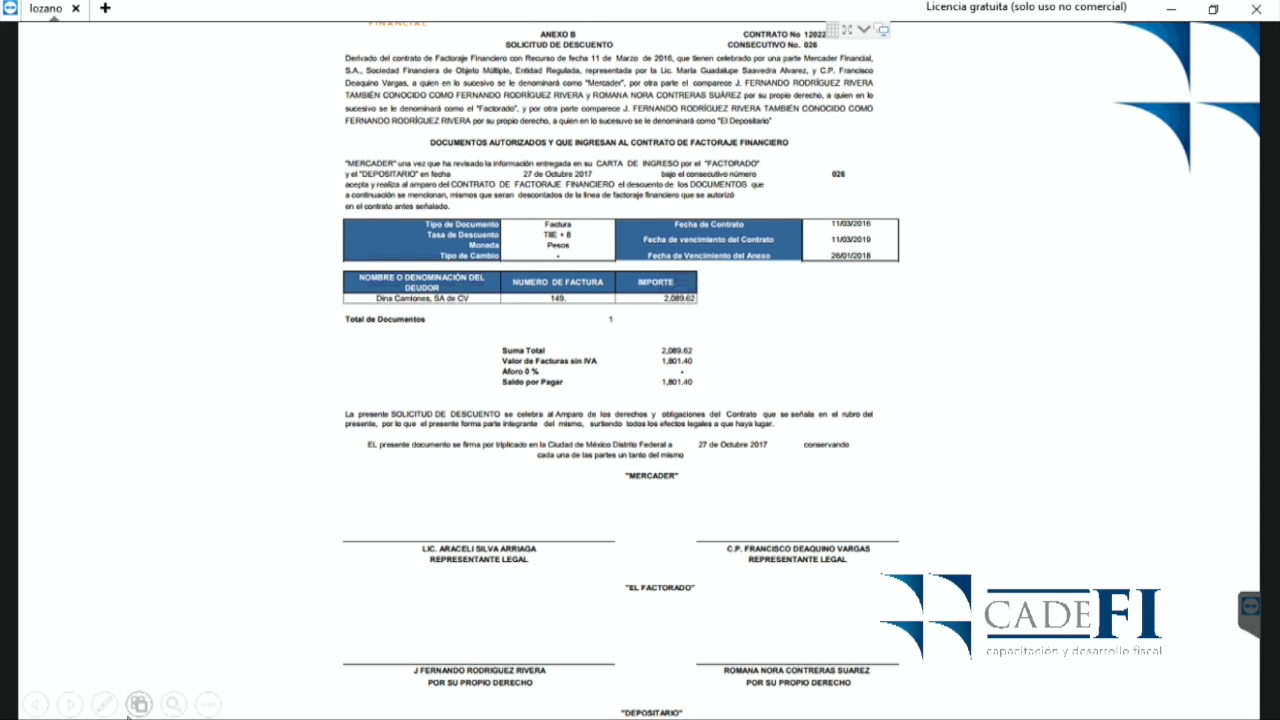 lozano
Licencia gratuita (solo uso no comercial)
FINANCIAL
ANEXO B
CONTRATO No 12022
SOLICITUD DE DESCUENTO
CONSECUTIVO No. 026
Derivado del contrato de Factoraje Financiero con Recurso de fecha 11 de Marzo de 2016, que tienen celebrado por una parte Mercader Financial,
S.A., Sociedad Financiera de Objeto Múltiple, Entidad Regulada, representada por la Lic. María Guadalupe Saavedra Alvarez, y C.P. Francisco
Deaquino Vargas, a quien en lo sucesivo se le denominará como "Mercader", por otra parte el comparece J. FERNANDO RODRÍGUEZ RIVERA
TAMBIÉN CONOCIDO COMO FERNANDO RODRÍGUEZ RIVERA y ROMANA NORA CONTRERAS SUÁREZ por su propio derecho, a quien en lo
sucesivo se le denominará como el "Factorado", y por otra parte comparece J. FERNANDO RODRÍGUEZ RIVERA TAMBIÉN CONOCIDO COMO
FERNANDO RODRÍGUEZ RIVERA por su propio derecho, a quien en lo sucesuvo se le denominará como "El Depositario"
DOCUMENTOS AUTORIZADOS Y QUE INGRESAN AL CONTRATO DE FACTORAJE FINANCIERO
"MERCADER" una vez que ha revisado la información entregada en su CARTA DE INGRESO por el "FACTORADO"
y el "DEPOSITARIO" en fecha 27 de Octubre 2017 bajo el consecutivo número 026
acepta y realiza al amparo del CONTRATO DE FACTORAJE FINANCIERO el descuento de los DOCUMENTOS que
a continuación se mencionan, mismos que seran descontados de la línea de factoraje financiero que se autorizó
en el contrato antes señalado.
Tipo de Documento Factura Fecha de Contrato 11/03/2016
Tasa de Descuento TIIE + 8
Fecha de vencimiento del Contrato 11/03/2019
Moneda Pesos
Tipo de Cambio - Fecha de Vencimiento del Anexo 26/01/2018
NOMBRE O DENOMINACIÓN DEL
DEUDOR
NUMERO DE FACTURA IMPORTE
Dina Camiones, SA de CV 149. 2,089.62
Total de Documentos 1
Suma Total 2,089.62
Valor de Facturas sin IVA 1,801.40
Aforo 0 % -
Saldo por Pagar 1,801.40
La presente SOLICITUD DE DESCUENTO se celebra al Amparo de los derechos y obligaciones del Contrato que se señala en el rubro del
presente, por lo que el presente forma parte integrante del mismo, surtiendo todos los efectos legales a que haya lugar.
EL presente documento se firma por triplicado en la Ciudad de México Distrito Federal a 27 de Octubre 2017 conservando
cada una de las partes un tanto del mismo
"MERCADER"
LIC. ARACELI SILVA ARRIAGA C.P. FRANCISCO DEAQUINO VARGAS
REPRESENTANTE LEGAL REPRESENTANTE LEGAL
"EL FACTORADO"
CADEFI
capacitación y desarrollo fiscal
J FERNANDO RODRIGUEZ RIVERA ROMANA NORA CONTRERAS SUAREZ
POR SU PROPIO DERECHO POR SU PROPIO DERECHO
"DEPOSITARIO"